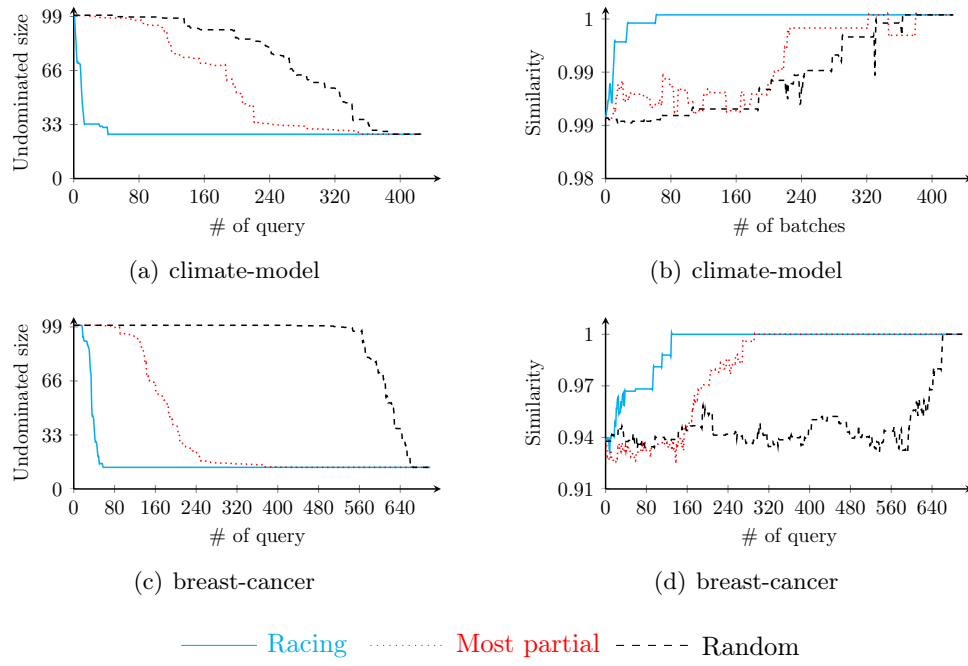 Undominated size
99
66
33
0
0 80 160 240 320 400
# of query
(a) climate-model
Similarity
1
0.99
0.99
0.98
0 80 160 240 320 400
# of batches
(b) climate-model
Undominated size
99
66
33
0
0 80 160 240 320 400 480 560 640
# of query
(c) breast-cancer
Similarity
1
0.97
0.94
0.91
0 80 160 240 320 400 480 560 640
# of query
(d) breast-cancer
Racing Most partial Random